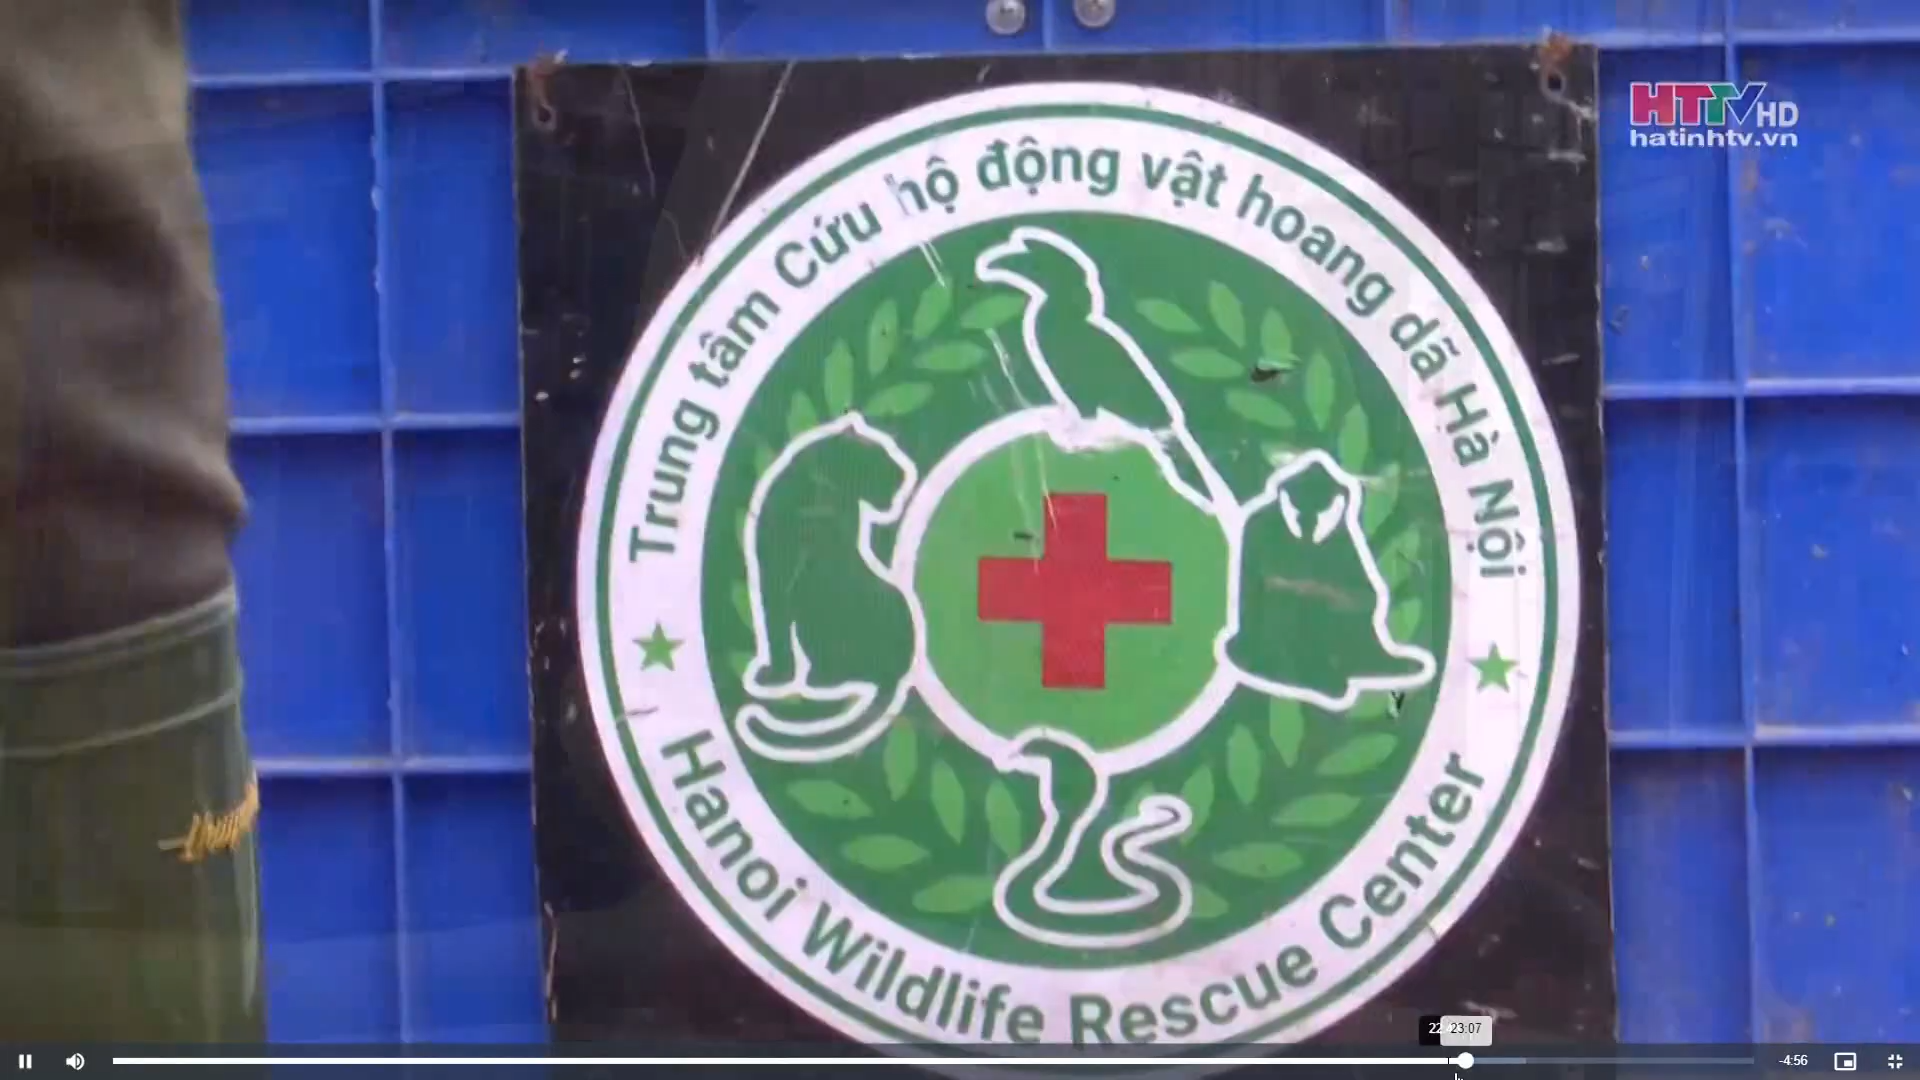 HTTV HD
hatinhtv.vn
Trung tâm Cứu hộ động vật hoang dã Hà Nội
Hanoi Wildlife Rescue Center
23:07
-4:56